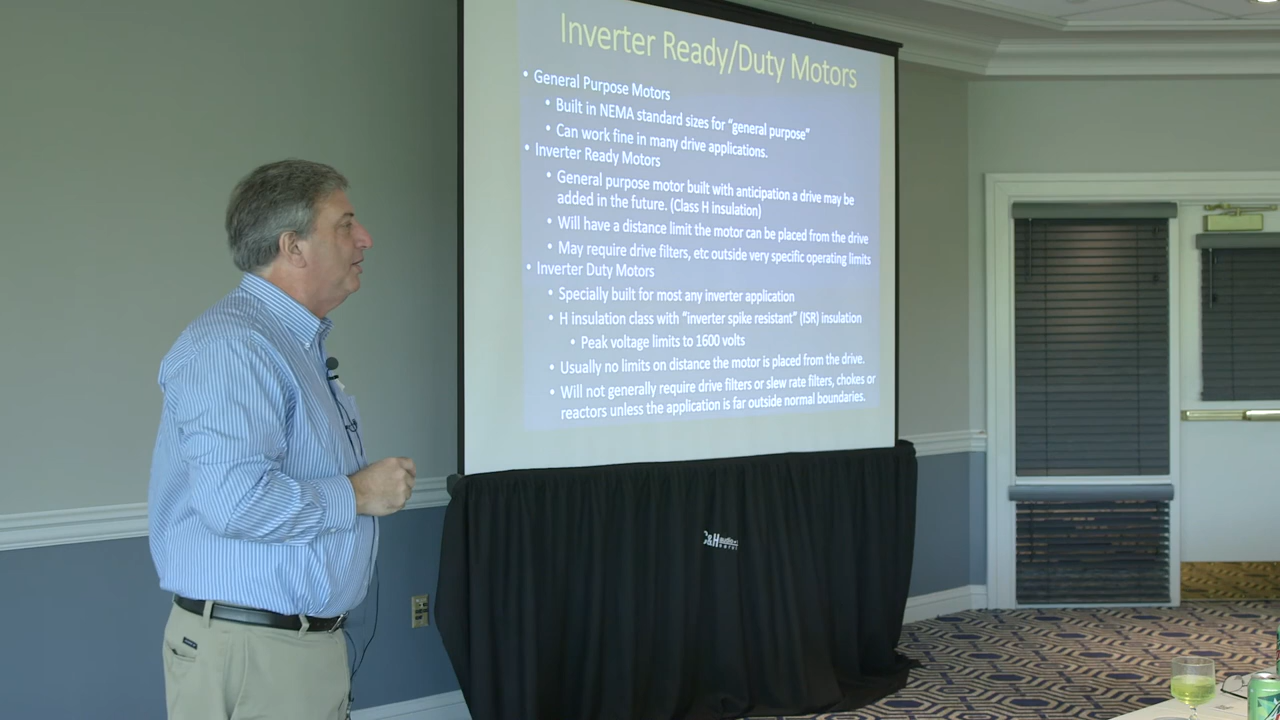 Inverter Ready/Duty Motors
• General Purpose Motors
• Built in NEMA standard sizes for "general purpose"
• Can work fine in many drive applications.
• Inverter Ready Motors
• General purpose motor built with anticipation a drive may be
added in the future. (Class H insulation)
• Will have a distance limit the motor can be placed from the drive
• May require drive filters, etc outside very specific operating limits
• Inverter Duty Motors
• Specially built for most any inverter application
• H insulation class with "inverter spike resistant" (ISR) insulation
• Peak voltage limits to 1600 volts
• Usually no limits on distance the motor is placed from the drive.
• Will not generally require drive filters or slew rate filters, chokes or
reactors unless the application is far outside normal boundaries.